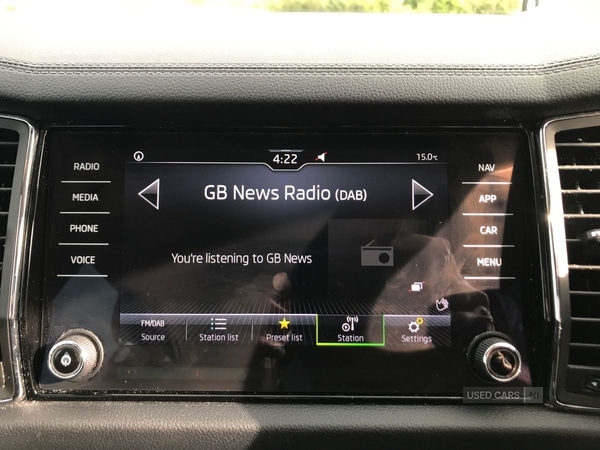 4:22
15.0°C
RADIO
MEDIA
PHONE
VOICE
GB News Radio (DAB)
You're listening to GB News
NAV
APP
CAR
MENU
FM/DAB
Source
Station list
Preset list
Station
Settings
USED CARS NI